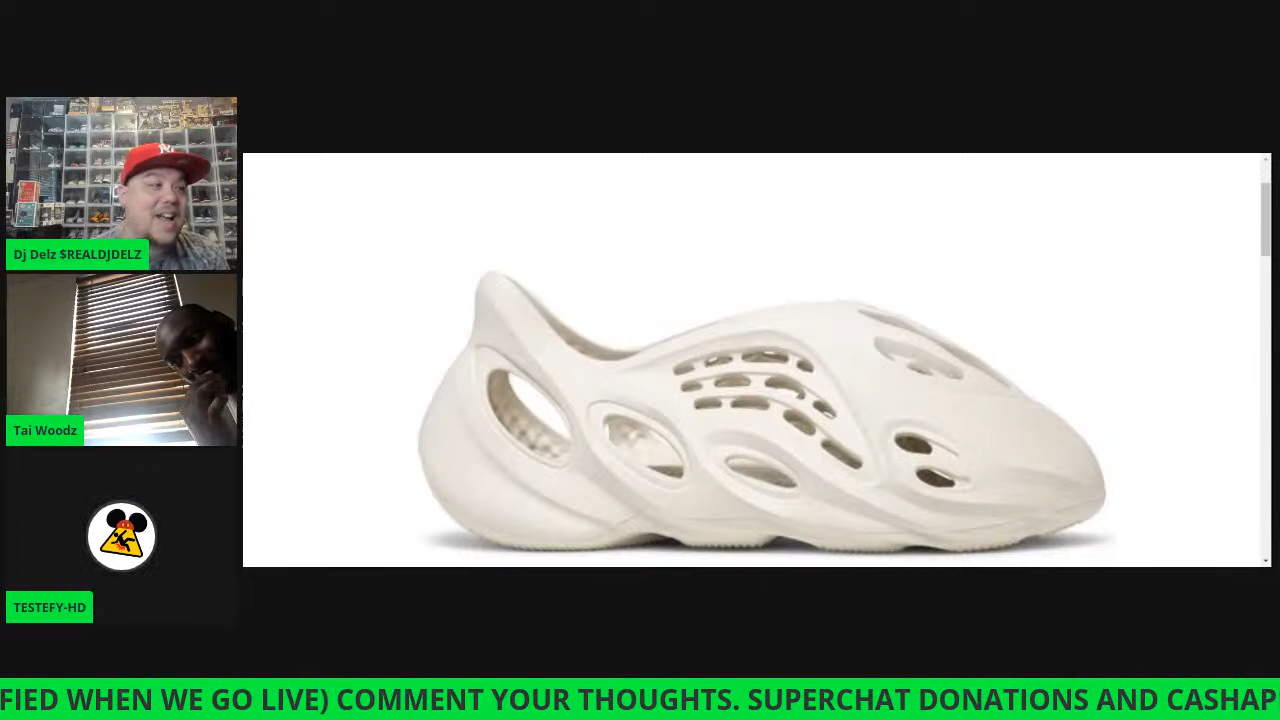 Dj Delz $REALDJDELZ
Tai Woodz
TESTEFY-HD
FIED WHEN WE GO LIVE) COMMENT YOUR THOUGHTS. SUPERCHAT DONATIONS AND CASHAP